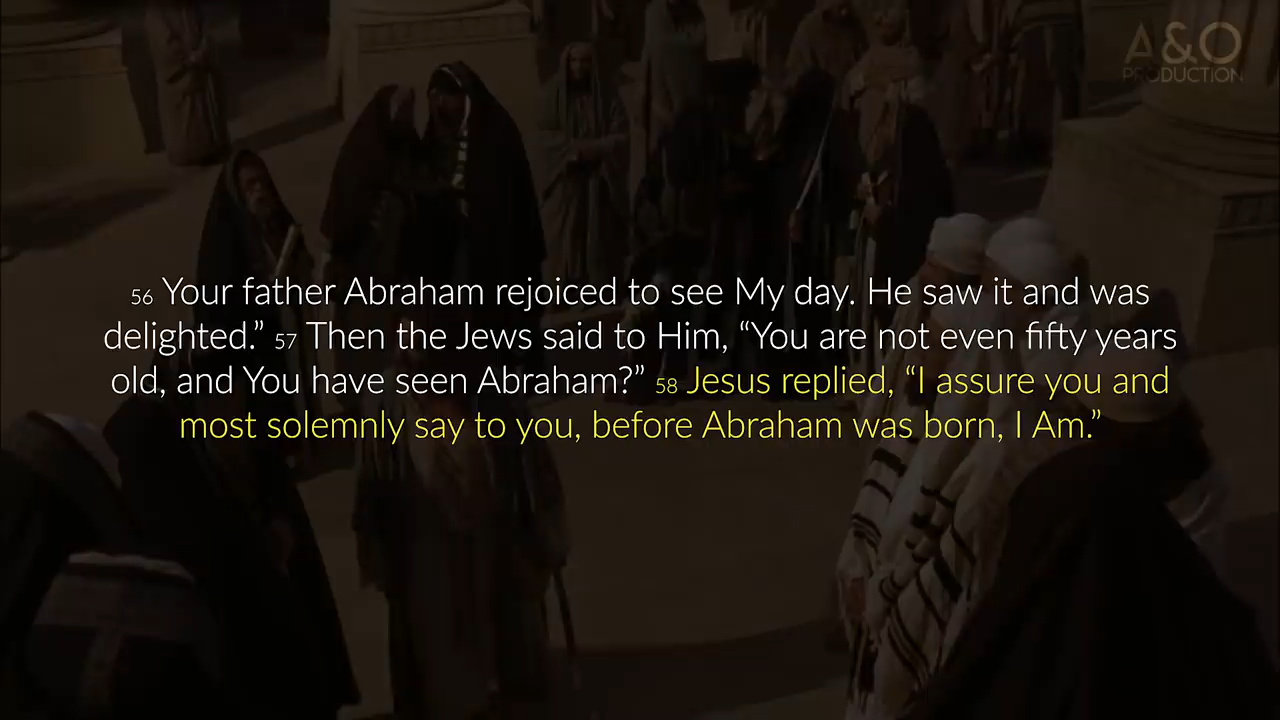 A&O
PRODUCTION
56 Your father Abraham rejoiced to see My day. He saw it and was
delighted.” 57 Then the Jews said to Him, “You are not even fifty years
old, and You have seen Abraham?” 58 Jesus replied, “I assure you and
most solemnly say to you, before Abraham was born, I Am.”